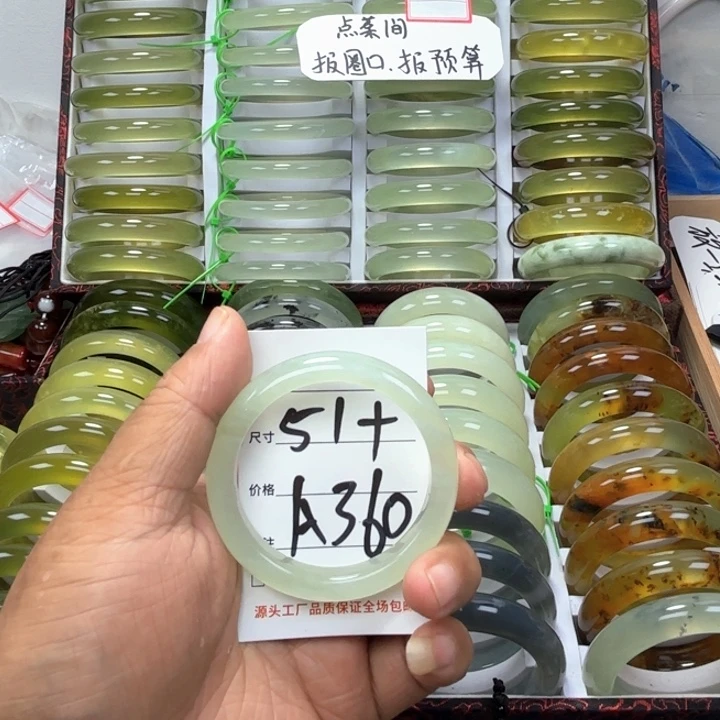 点菜间
报圈口、报预算
尺寸 51+
价格 A360
源头工厂品质保证全场包